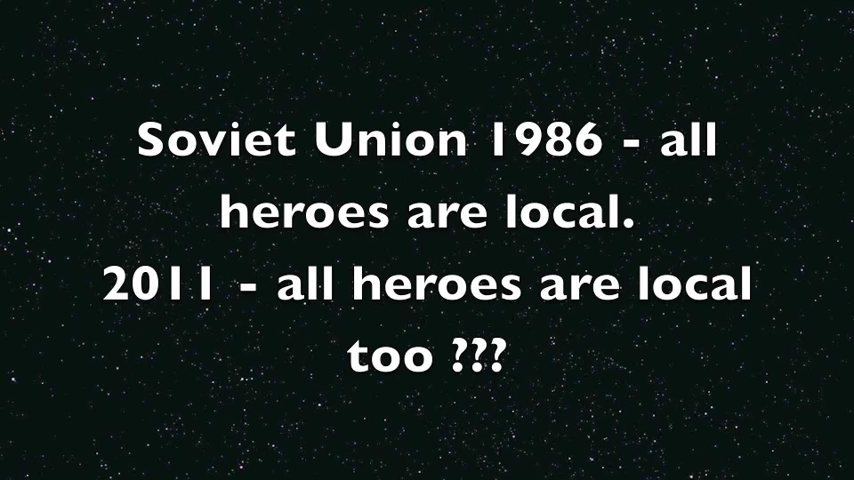 Soviet Union 1986 - all
heroes are local.
2011 - all heroes are local
too ???